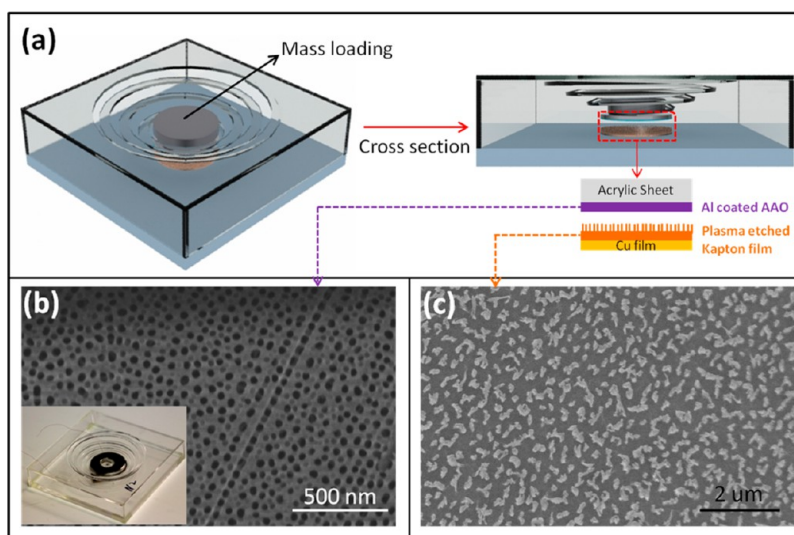 (a)
Mass loading
Cross section
Acrylic Sheet
Al coated AAO
Plasma etched
Kapton film
Cu film
(b)
500 nm
(c)
2 um